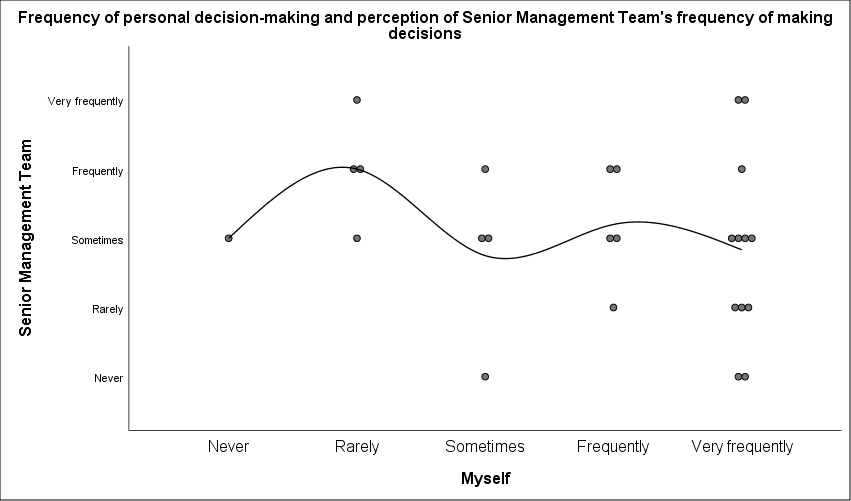 Frequency of personal decision-making and perception of Senior Management Team's frequency of making
decisions
Senior Management Team
Very frequently
Frequently
Sometimes
Rarely
Never
Never Rarely Sometimes Frequently Very frequently
Myself